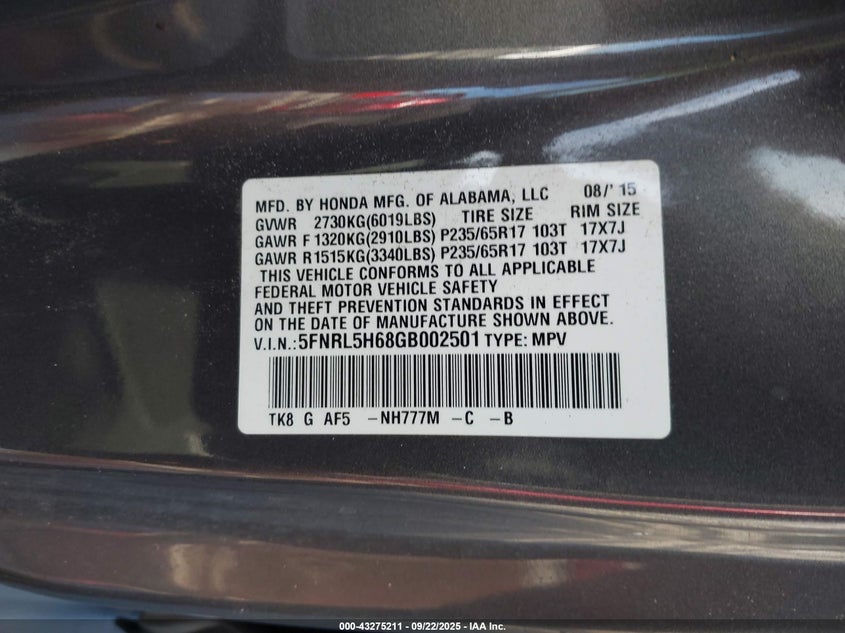 MFD. BY HONDA MFG. OF ALABAMA, LLC 08/'15
GVWR 2730KG(6019LBS) TIRE SIZE RIM SIZE
GAWR F 1320KG(2910LBS) P235/65R17 103T 17X7J
GAWR R 1515KG(3340LBS) P235/65R17 103T 17X7J
THIS VEHICLE CONFORMS TO ALL APPLICABLE
FEDERAL MOTOR VEHICLE SAFETY
AND THEFT PREVENTION STANDARDS IN EFFECT
ON THE DATE OF MANUFACTURE SHOWN ABOVE.
V.I.N.:5FNRL5H68GB002501 TYPE: MPV
TK8 G AF5 -NH777M -C -B
000-43275211 - 09/22/2025 - IAA Inc.